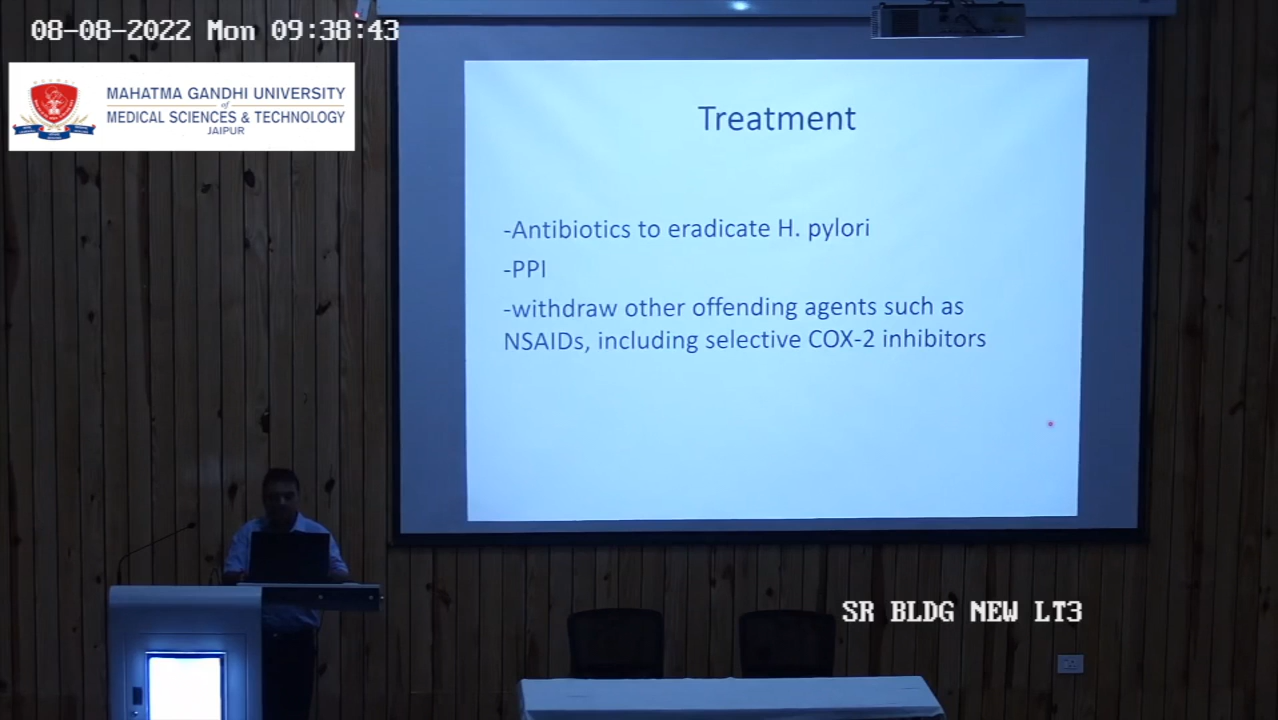 08-08-2022 Mon 09:38:43
MAHATMA GANDHI UNIVERSITY
of
MEDICAL SCIENCES & TECHNOLOGY
JAIPUR
Treatment
-Antibiotics to eradicate H. pylori
-PPI
-withdraw other offending agents such as
NSAIDs, including selective COX-2 inhibitors
SR BLDG NEW LT3